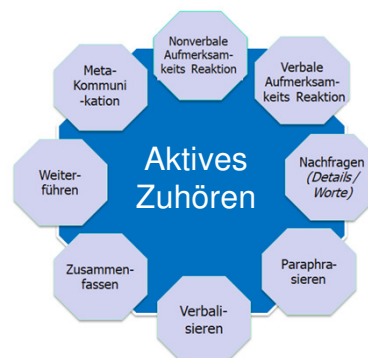 Nonverbale
Aufmerksam-
keits Reaktion
Verbale
Aufmerksam-
keits Reaktion
Nachfragen
(Details /
Worte)
Paraphra-
sieren
Verbali-
sieren
Zusammen-
fassen
Weiter-
führen
Meta-
Kommuni
-kation
Aktives
Zuhören